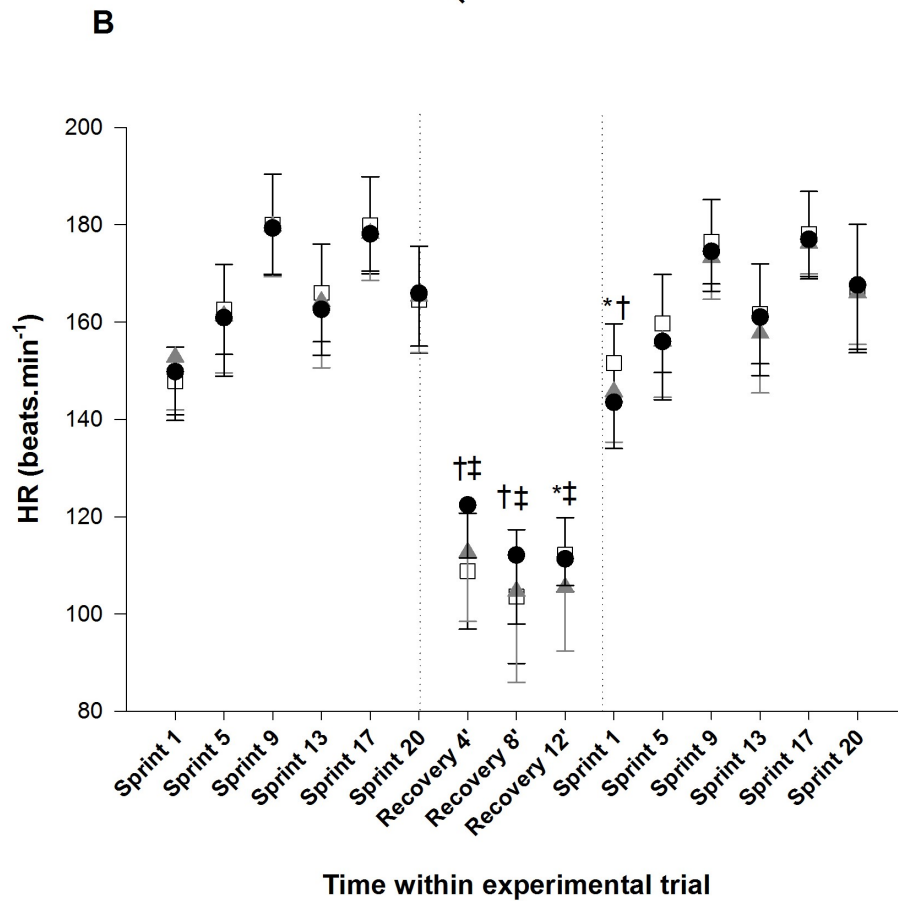 B
200
180
160
140
120
100
80
HR (beats.min-1)
*†
†‡
†‡
*‡
Sprint 1
Sprint 5
Sprint 9
Sprint 13
Sprint 17
Sprint 20
Recovery 4'
Recovery 8'
Recovery 12'
Sprint 1
Sprint 5
Sprint 9
Sprint 13
Sprint 17
Sprint 20
Time within experimental trial